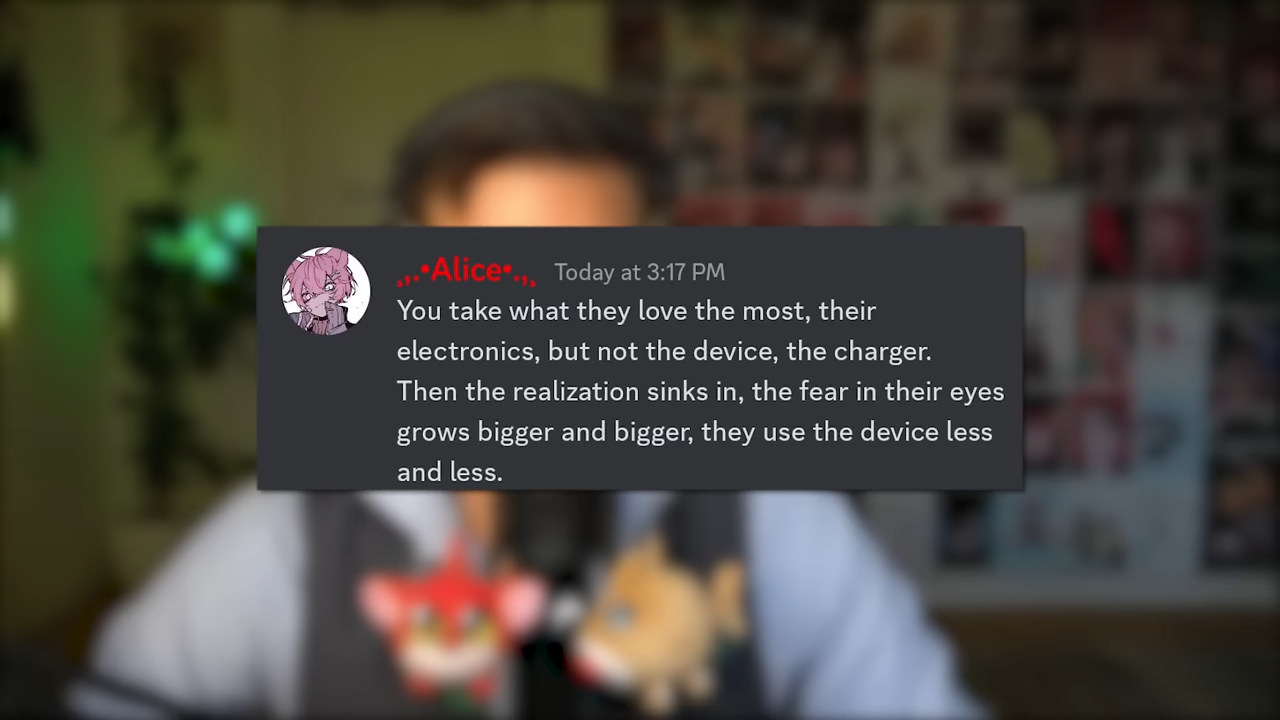 ¸,.•Alice•.,¸ Today at 3:17 PM
You take what they love the most, their
electronics, but not the device, the charger.
Then the realization sinks in, the fear in their eyes
grows bigger and bigger, they use the device less
and less.